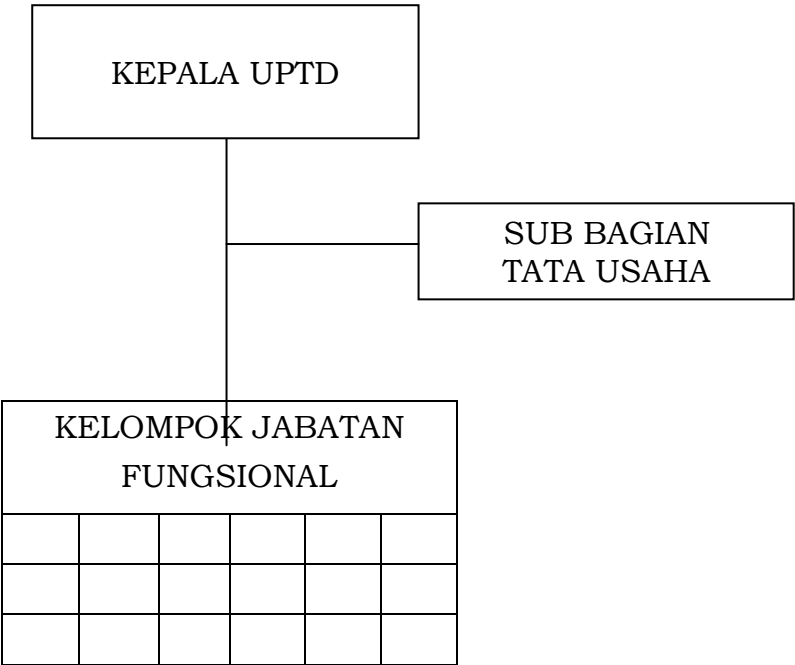 KEPALA UPTD
SUB BAGIAN
TATA USAHA
KELOMPOK JABATAN
FUNGSIONAL